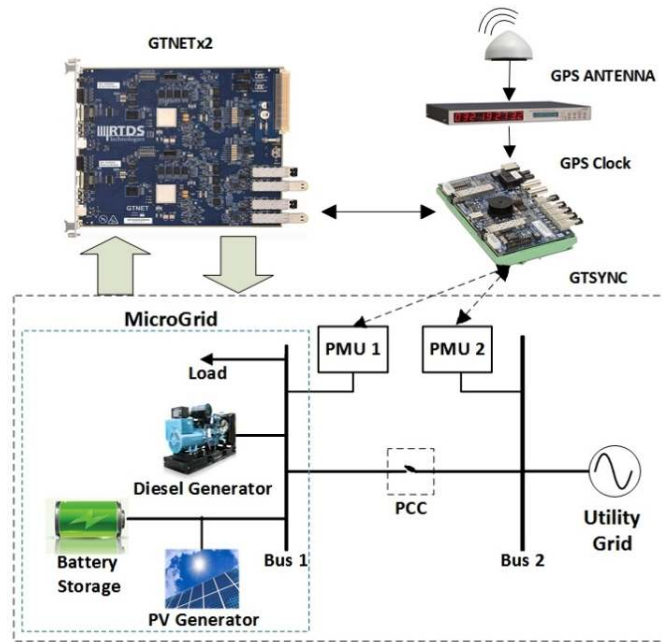 GTNETx2
RTDS
Technologies
GTNET
GPS ANTENNA
GPS Clock
GTSYNC
MicroGrid
PMU 1
PMU 2
Load
Diesel Generator
PCC
Utility
Grid
Battery
Storage
Bus 1
Bus 2
PV Generator